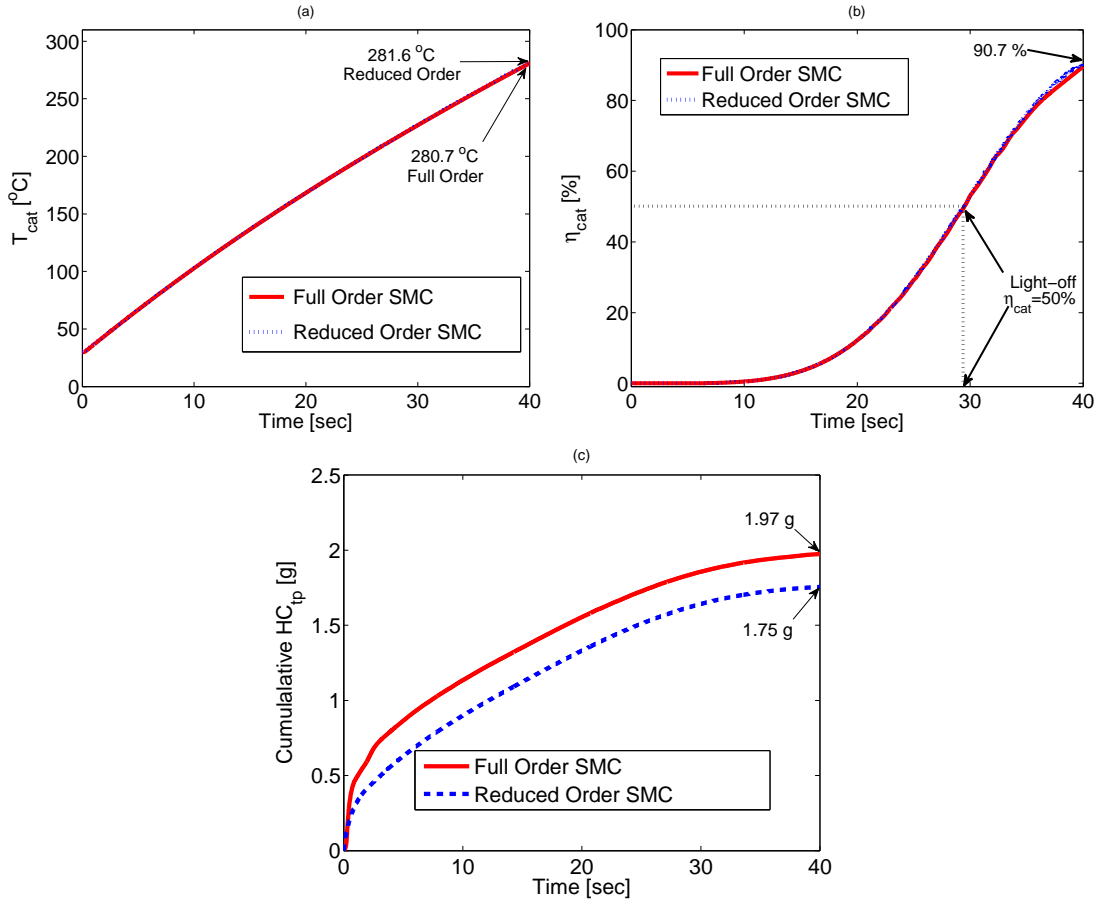 (a)
300
250
200
150
100
50
0
T_cat [°C]
0
10
20
30
40
Time [sec]
281.6 °C
Reduced Order
280.7 °C
Full Order
Full Order SMC
Reduced Order SMC
(b)
100
80
60
40
20
0
η_cat [%]
0
10
20
30
40
Time [sec]
90.7 %
Full Order SMC
Reduced Order SMC
Light-off
η_cat=50%
(c)
2.5
2
1.5
1
0.5
0
Cumulalative HC_tp [g]
0
10
20
30
40
Time [sec]
1.97 g
1.75 g
Full Order SMC
Reduced Order SMC